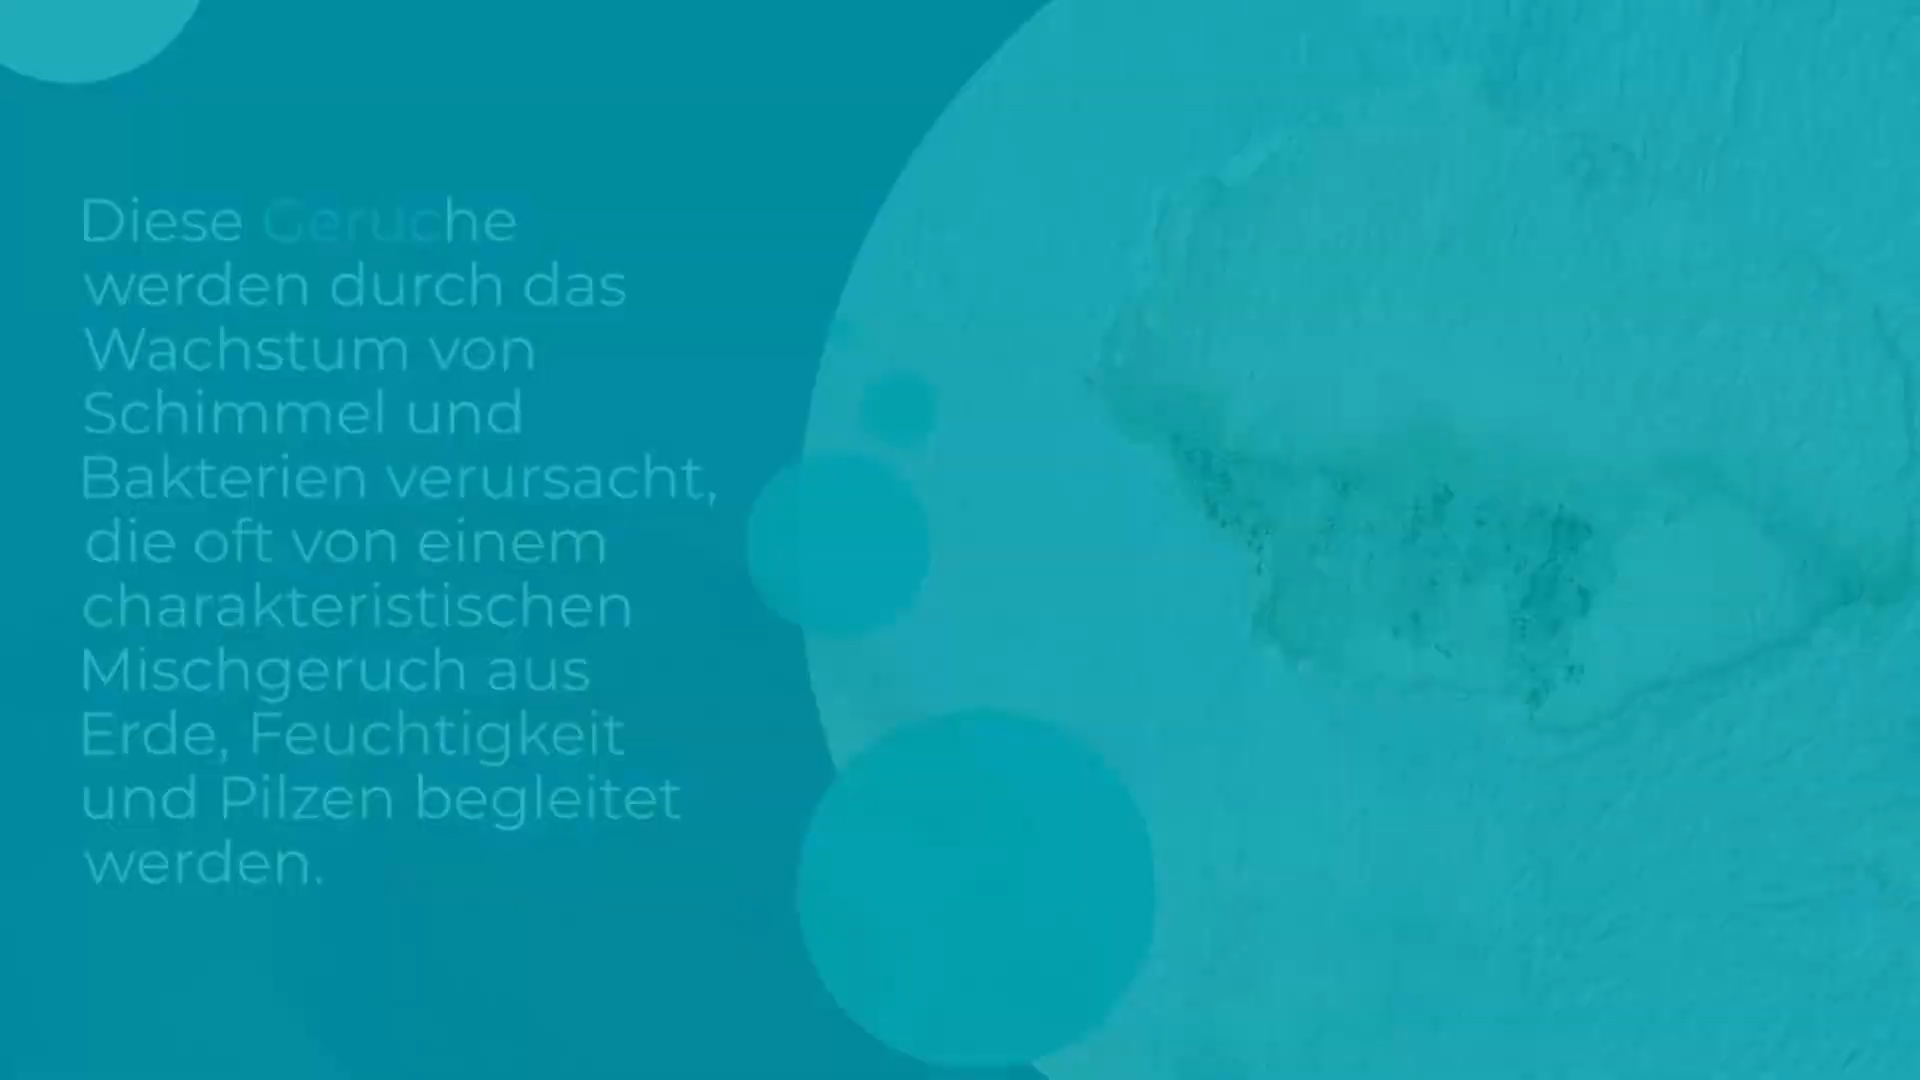 Diese Gerüche
werden durch das
Wachstum von
Schimmel und
Bakterien verursacht,
die oft von einem
charakteristischen
Mischgeruch aus
Erde, Feuchtigkeit
und Pilzen begleitet
werden.